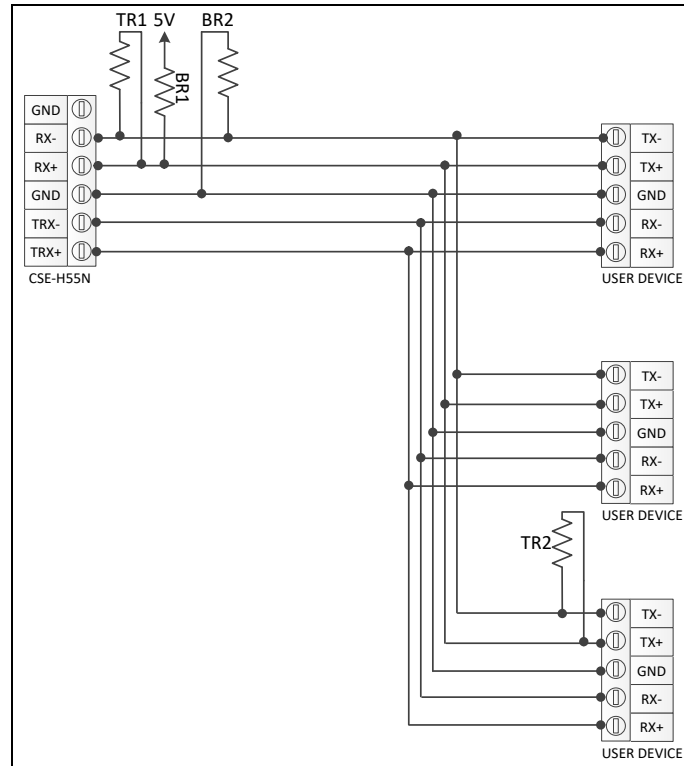 TR1 5V BR2
BR1
GND
RX-
RX+
GND
TRX-
TRX+
CSE-H55N
TX-
TX+
GND
RX-
RX+
USER DEVICE
TX-
TX+
GND
RX-
RX+
USER DEVICE
TR2
TX-
TX+
GND
RX-
RX+
USER DEVICE